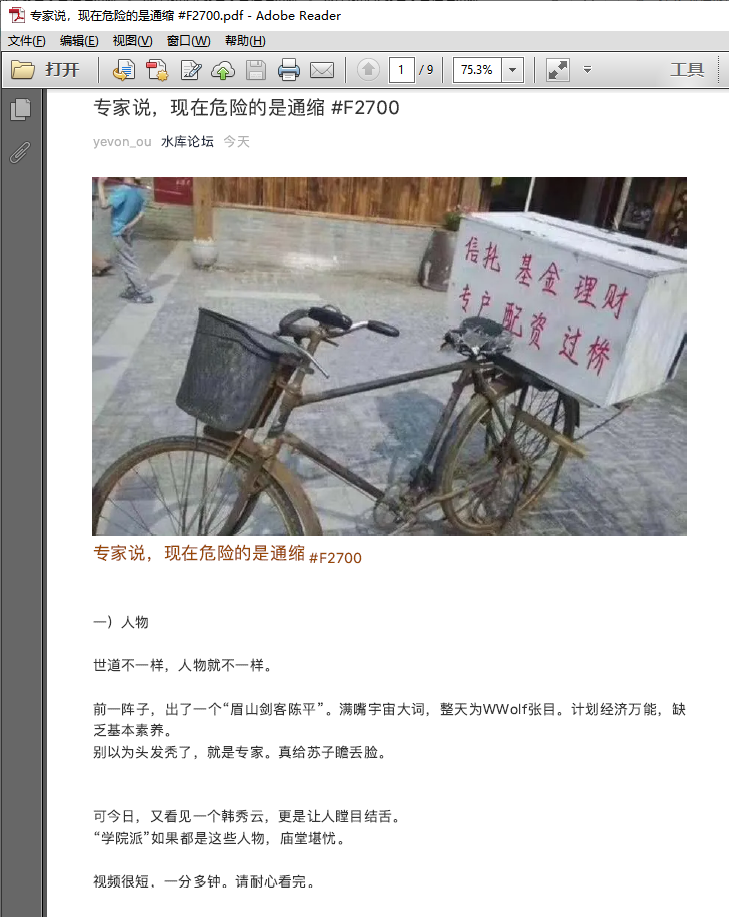 专家说，现在危险的是通缩 #F2700.pdf - Adobe Reader
文件(F) 编辑(E) 视图(V) 窗口(W) 帮助(H)
打开 1 / 9 75.3% 工具
专家说，现在危险的是通缩 #F2700
yevon_ou 水库论坛 今天
信托 基金 理财
专户 配资 过桥
专家说，现在危险的是通缩 #F2700
一）人物
世道不一样，人物就不一样。
前一阵子，出了一个“眉山剑客陈平”。满嘴宇宙大词，整天为WWolf张目。计划经济万能，缺
乏基本素养。
别以为头发秃了，就是专家。真给苏子瞻丢脸。
可今日，又看见一个韩秀云，更是让人瞠目结舌。
“学院派”如果都是这些人物，庙堂堪忧。
视频很短，一分多钟。请耐心看完。